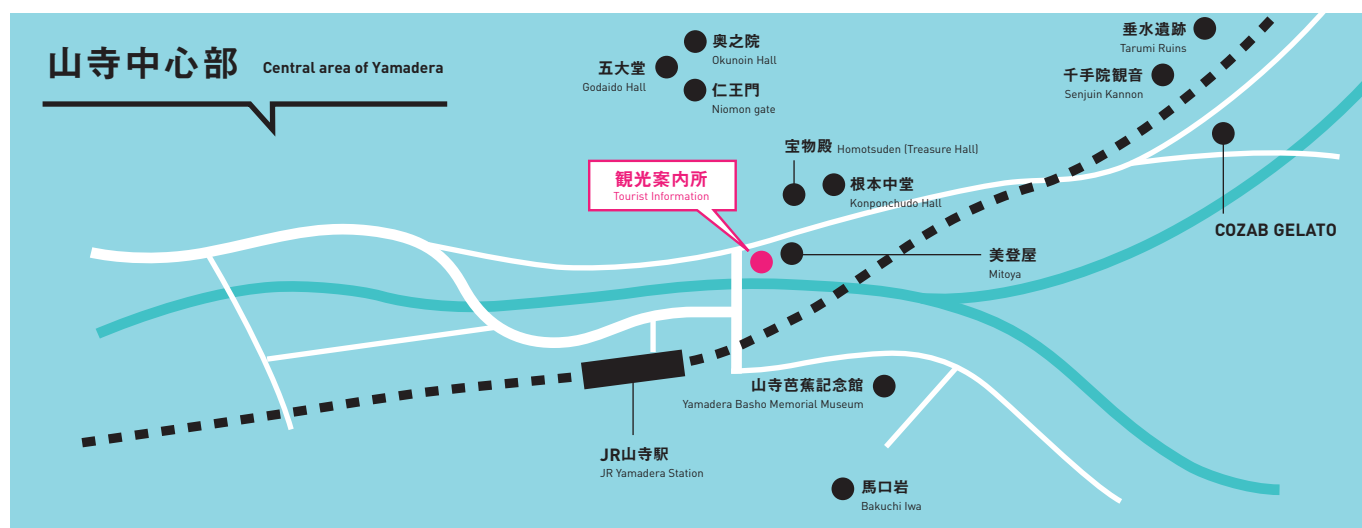 山寺中心部 Central area of Yamadera
奥之院
Okunoin Hall
五大堂
Godaido Hall
仁王門
Niomon gate
垂水遺跡
Tarumi Ruins
千手院観音
Senjuin Kannon
宝物殿 Homotsuden (Treasure Hall)
根本中堂
Konponchudo Hall
観光案内所
Tourist Information
COZAB GELATO
美登屋
Mitoya
山寺芭蕉記念館
Yamadera Basho Memorial Museum
JR山寺駅
JR Yamadera Station
馬口岩
Bakuchi Iwa